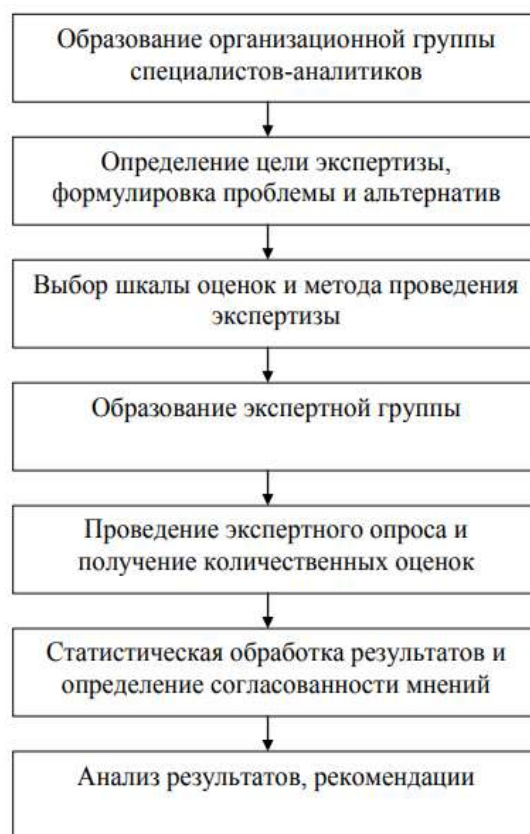 Образование организационной группы
специалистов-аналитиков
Определение цели экспертизы,
формулировка проблемы и альтернатив
Выбор шкалы оценок и метода проведения
экспертизы
Образование экспертной группы
Проведение экспертного опроса и
получение количественных оценок
Статистическая обработка результатов и
определение согласованности мнений
Анализ результатов, рекомендации